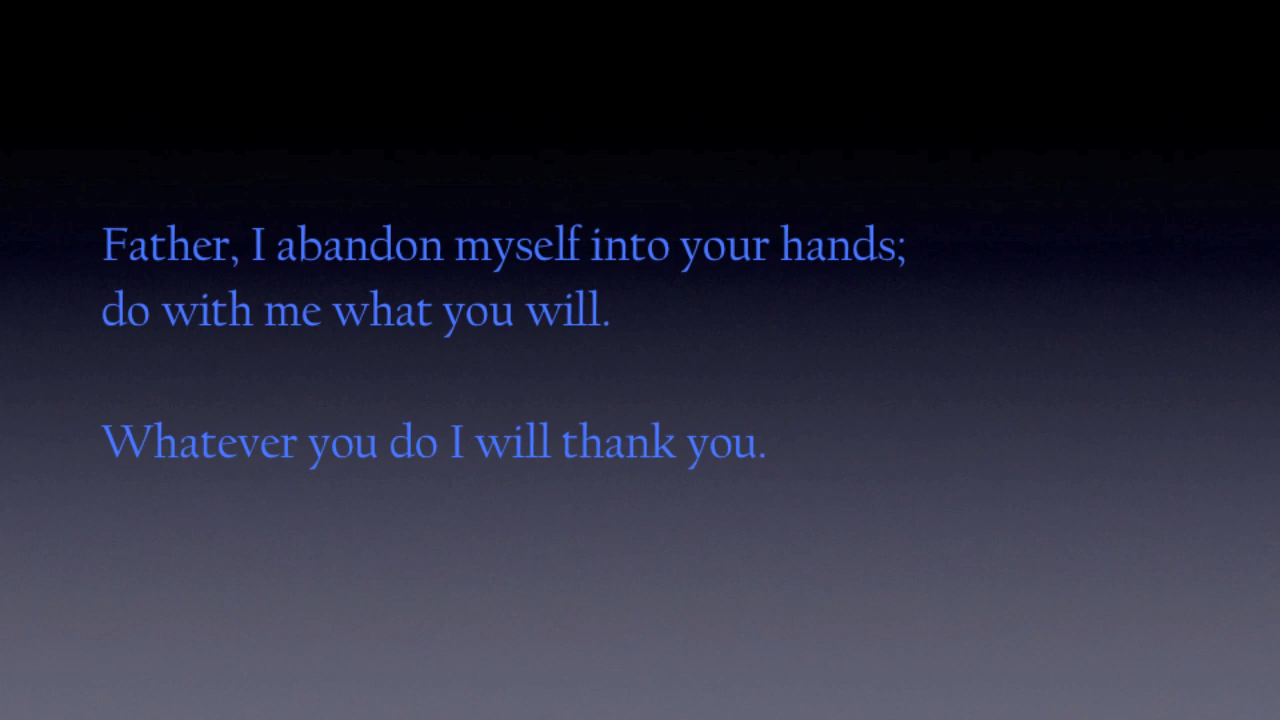 Father, I abandon myself into your hands;
do with me what you will.
Whatever you do I will thank you.